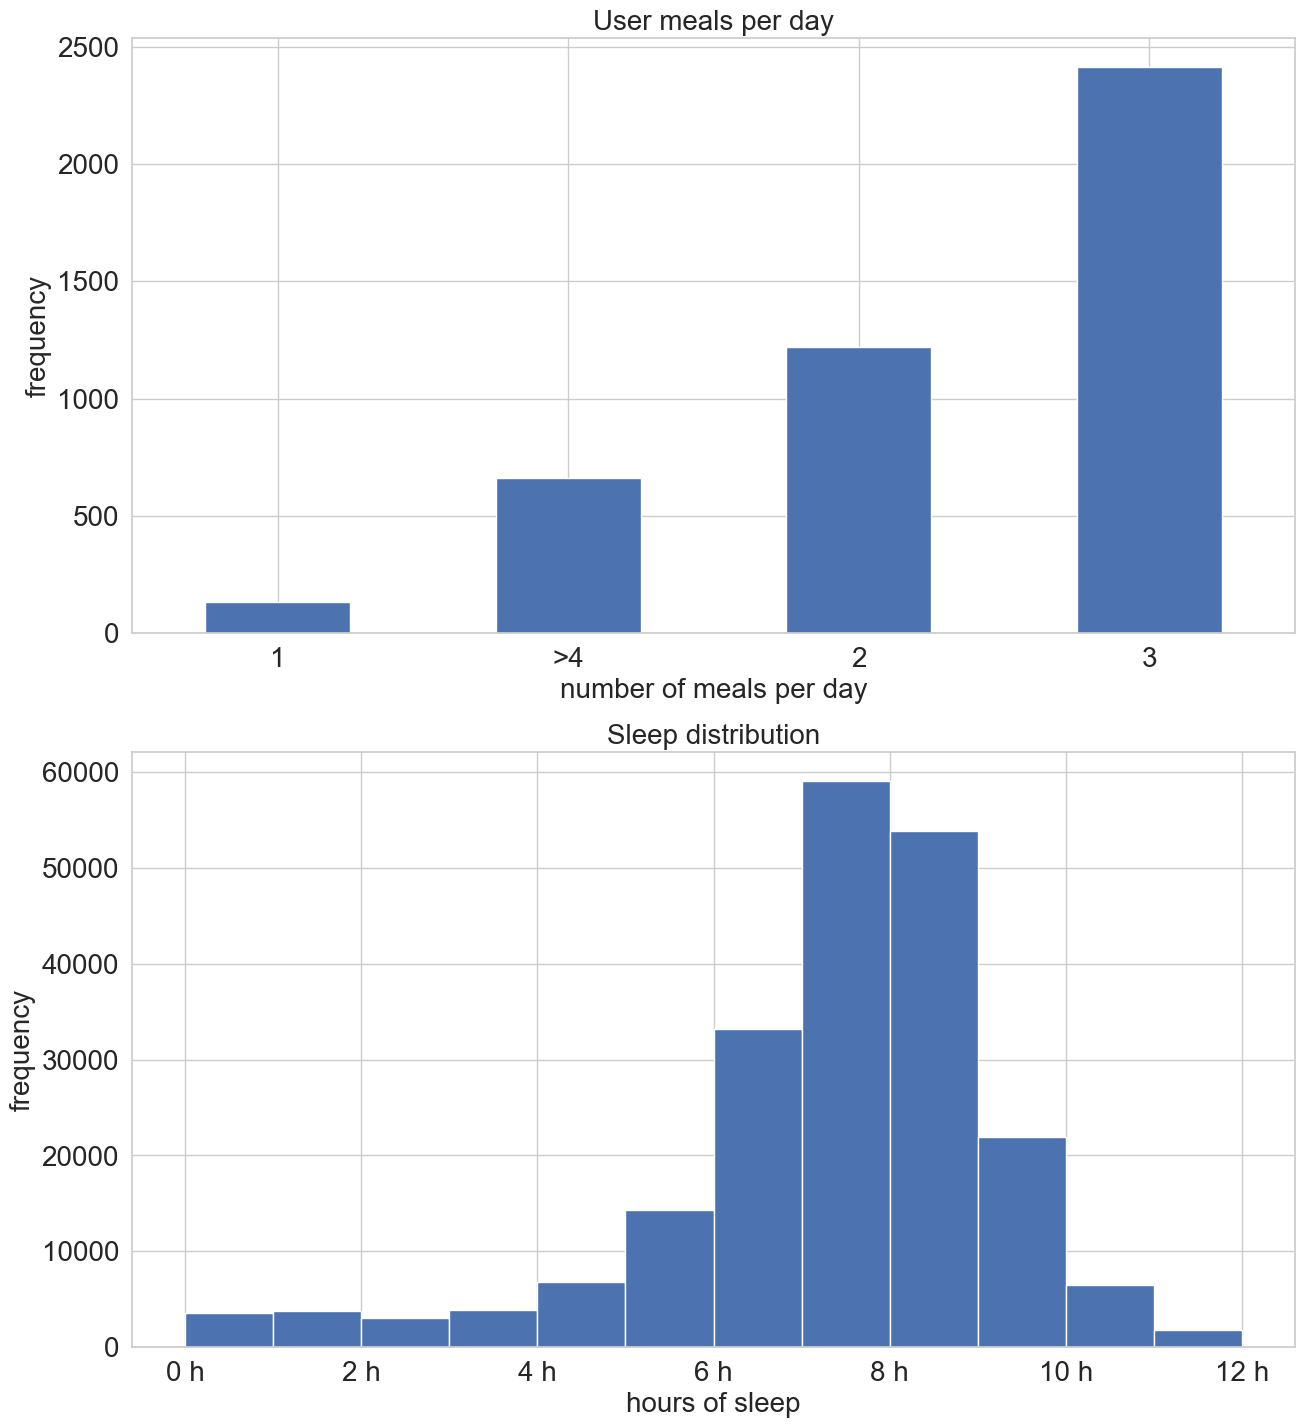 User meals per day
2500
2000
1500
1000
500
0
frequency
1 >4 2 3
number of meals per day
Sleep distribution
60000
50000
40000
30000
20000
10000
0
frequency
0 h 2 h 4 h 6 h 8 h 10 h 12 h
hours of sleep